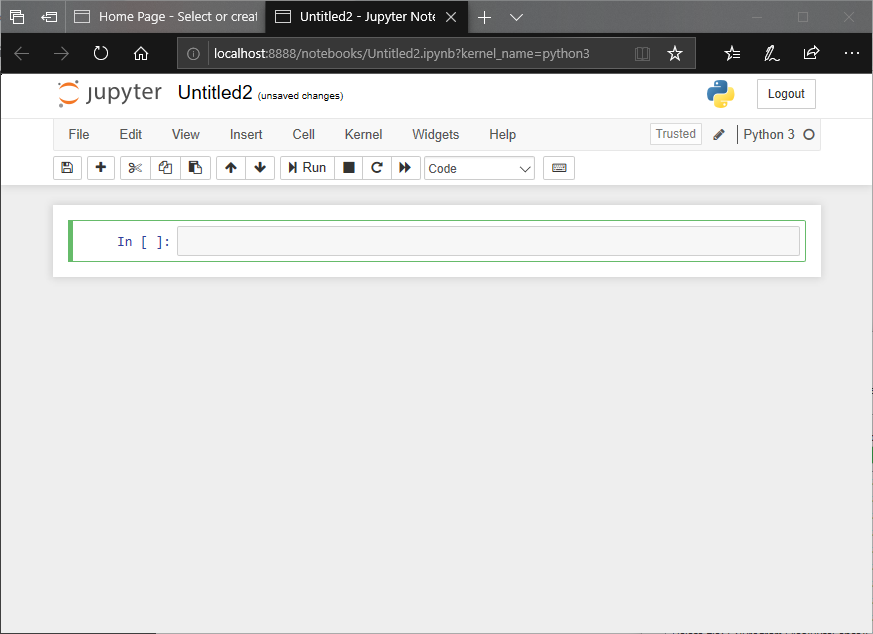 Home Page - Select or creat
Untitled2 - Jupyter Note
localhost:8888/notebooks/Untitled2.ipynb?kernel_name=python3
jupyter Untitled2 (unsaved changes)
Logout
File Edit View Insert Cell Kernel Widgets Help Trusted Python 3
Run Code
In [ ]: